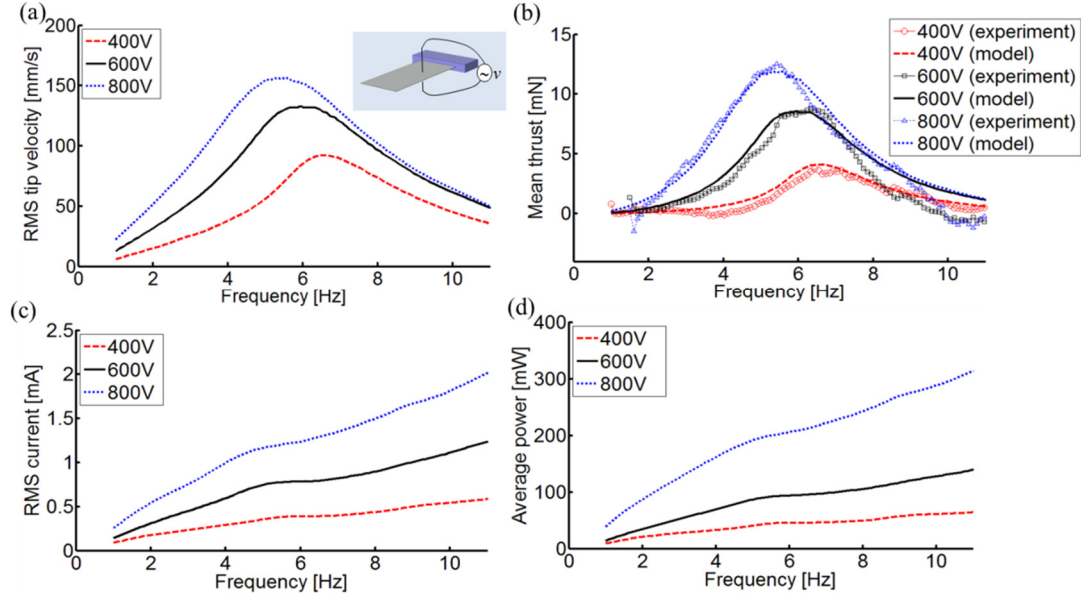 (a)
RMS tip velocity [mm/s]
200
150
100
50
0
400V
600V
800V
v
0 2 4 6 8 10
Frequency [Hz]
(b)
Mean thrust [mN]
15
10
5
0
400V (experiment)
400V (model)
600V (experiment)
600V (model)
800V (experiment)
800V (model)
0 2 4 6 8 10
Frequency [Hz]
(c)
RMS current [mA]
2.5
2
1.5
1
0.5
0
400V
600V
800V
0 2 4 6 8 10
Frequency [Hz]
(d)
Average power [mW]
400
300
200
100
0
400V
600V
800V
0 2 4 6 8 10
Frequency [Hz]